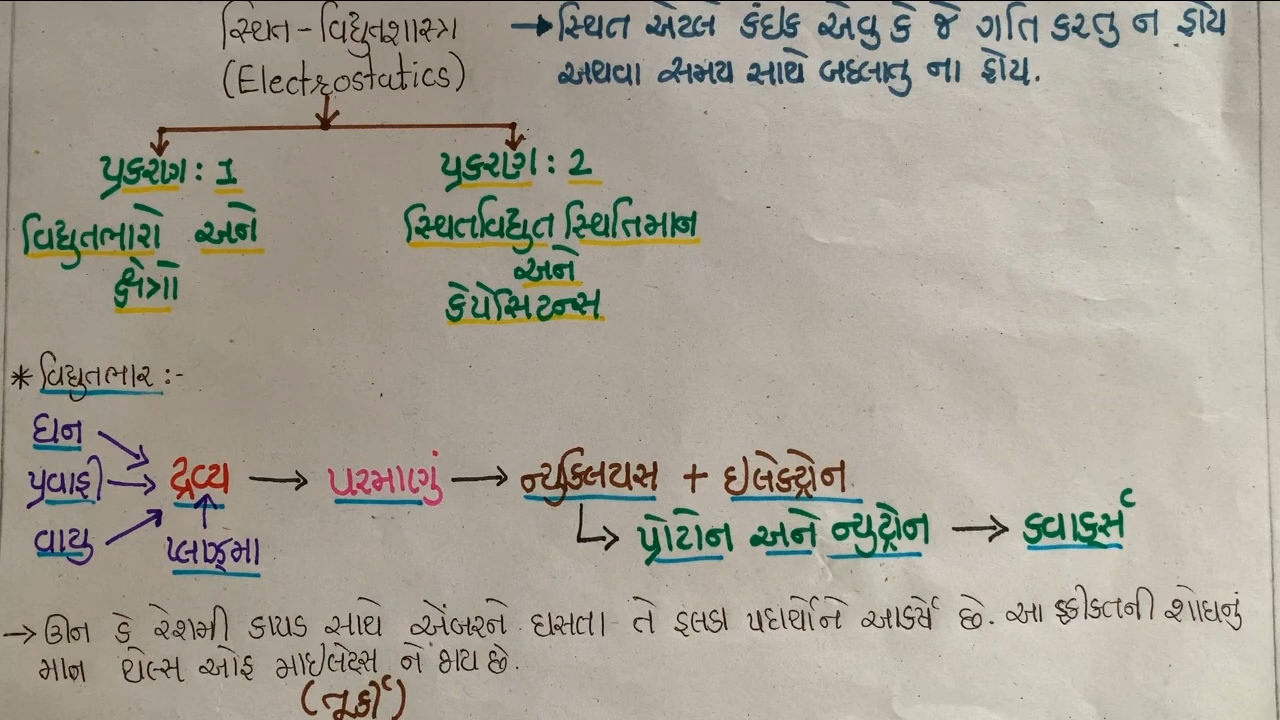 સ્થિત - વિદ્યુતશાસ્ત્ર → સ્થિત એટલે કંઇક એવુ કે જે ગતિ કરતુ ન હોય
(Electrostatics) અથવા સમય સાથે બદલાતુ ના હોય.
પ્રકરણ : 1 પ્રકરણ : 2
વિદ્યુતભારો અને ક્ષેત્રો
સ્થિતવિદ્યુત સ્થિતિમાન
અને
કેપેસિટન્સ
* વિદ્યુતભાર :-
ઘન
પ્રવાહી → દ્રવ્ય → પરમાણું → ન્યુક્લિયસ + ઇલેક્ટ્રોન
વાયુ પ્લાઝમા
પ્રોટોન અને ન્યુટ્રોન → ક્વાર્ક્સ
→ ઊન કે રેશમી કાપડ સાથે એંબરને ઘસતા તે હલકા પદાર્થોને આકર્ષે છે. આ હકીકતની શોધનું
માન થેલ્સ ઓફ માઇલેટ્સ ને જાય છે.
(તૂર્કી)